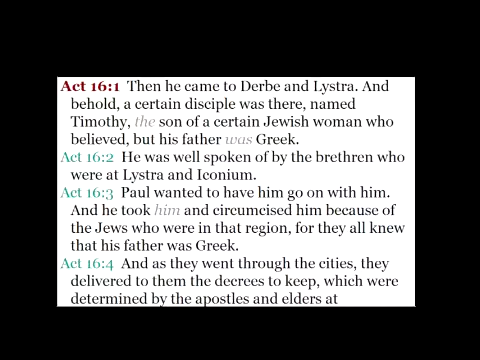 Act 16:1 Then he came to Derbe and Lystra. And
behold, a certain disciple was there, named
Timothy, the son of a certain Jewish woman who
believed, but his father was Greek.
Act 16:2 He was well spoken of by the brethren who
were at Lystra and Iconium.
Act 16:3 Paul wanted to have him go on with him.
And he took him and circumcised him because of
the Jews who were in that region, for they all knew
that his father was Greek.
Act 16:4 And as they went through the cities, they
delivered to them the decrees to keep, which were
determined by the apostles and elders at